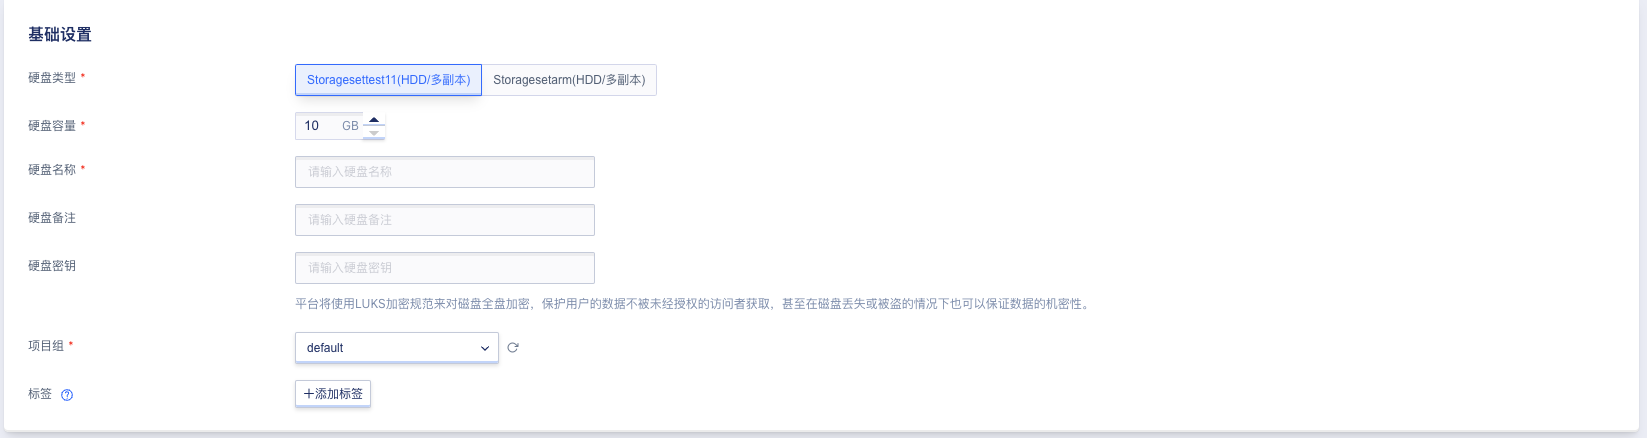 基础设置
硬盘类型 * Storagesettest11(HDD/多副本) Storagesetarm(HDD/多副本)
硬盘容量 * 10 GB
硬盘名称 * 请输入硬盘名称
硬盘备注 请输入硬盘备注
硬盘密钥 请输入硬盘密钥
平台将使用LUKS加密规范来对磁盘全盘加密，保护用户的数据不被未经授权的访问者获取，甚至在磁盘丢失或被盗的情况下也可以保证数据的机密性。
项目组 * default
标签 ? +添加标签